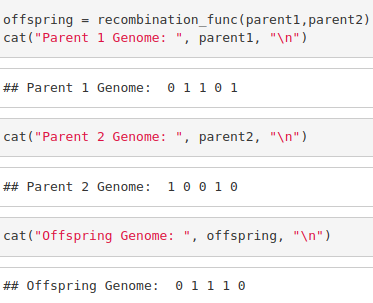 offspring = recombination_func(parent1,parent2)
cat("Parent 1 Genome: ", parent1, "\n")
## Parent 1 Genome:  0 1 1 0 1
cat("Parent 2 Genome: ", parent2, "\n")
## Parent 2 Genome:  1 0 0 1 0
cat("Offspring Genome: ", offspring, "\n")
## Offspring Genome:  0 1 1 1 0